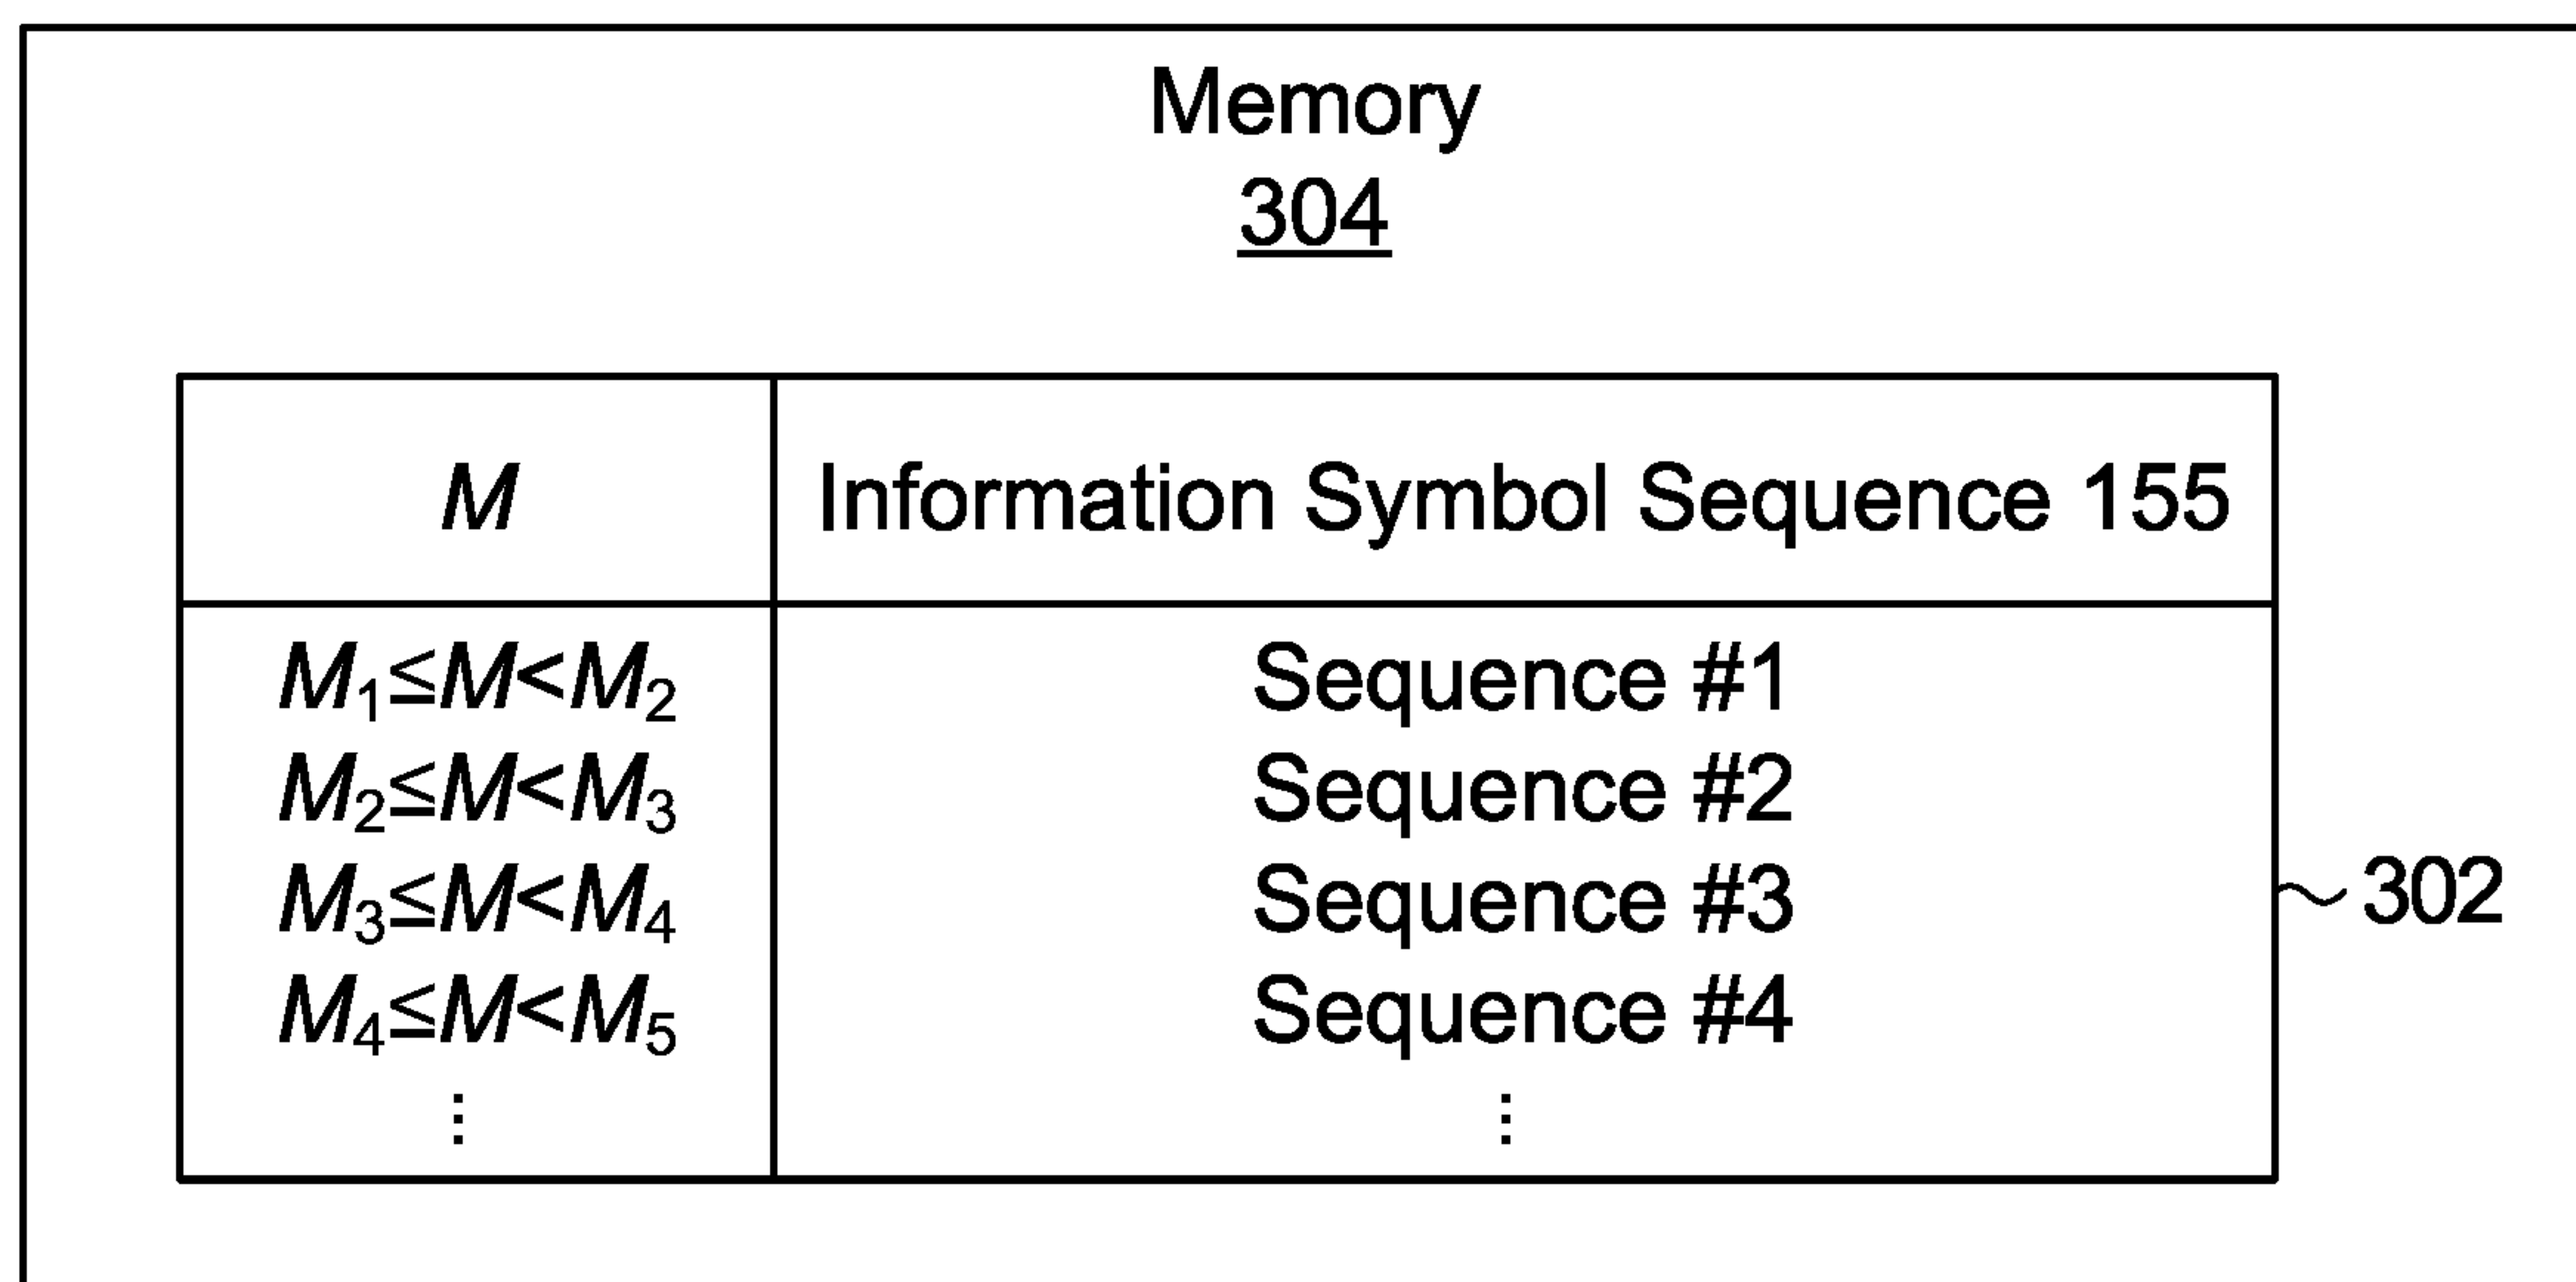 Memory
304
M Information Symbol Sequence 155
M₁≤M<M₂ Sequence #1
M₂≤M<M₃ Sequence #2
M₃≤M<M₄ Sequence #3
M₄≤M<M₅ Sequence #4
⋮ ⋮
302